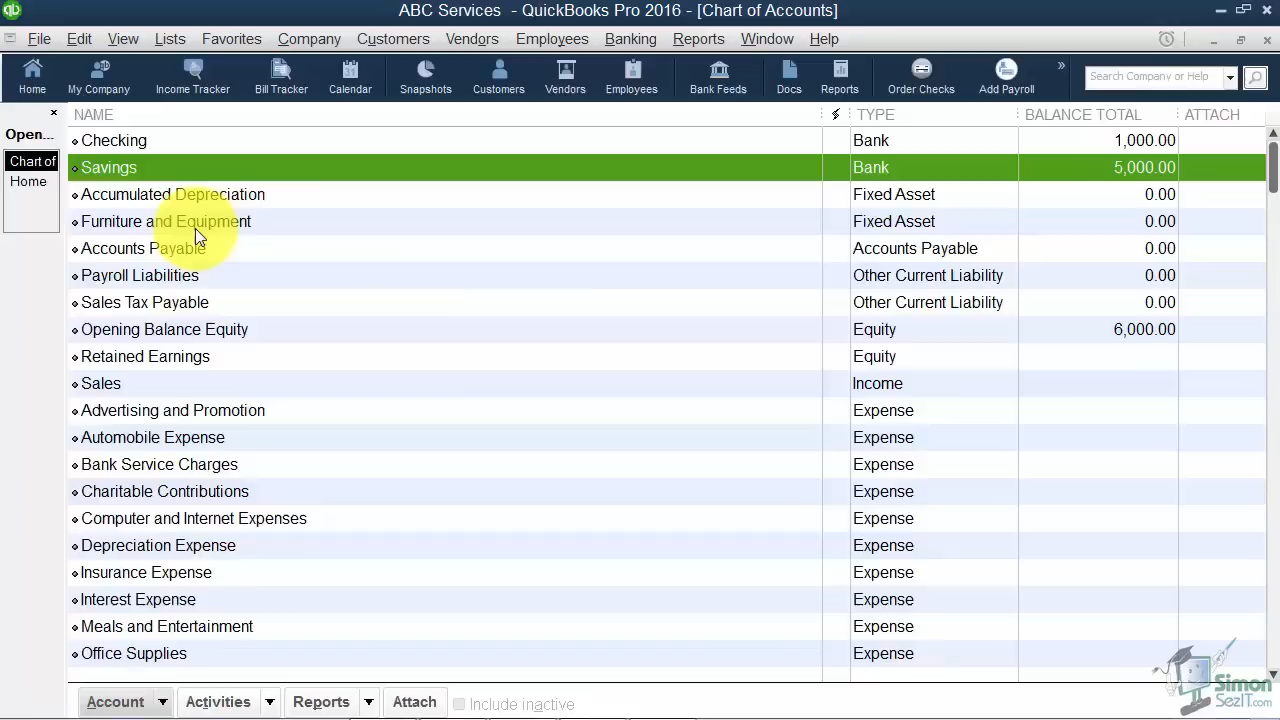 qb
ABC Services - QuickBooks Pro 2016 - [Chart of Accounts]
File Edit View Lists Favorites Company Customers Vendors Employees Banking Reports Window Help
Home My Company Income Tracker Bill Tracker Calendar Snapshots Customers Vendors Employees Bank Feeds Docs Reports Order Checks Add Payroll » Search Company or Help
Open...
Chart of
Home
NAME TYPE BALANCE TOTAL ATTACH
Checking Bank 1,000.00
Savings Bank 5,000.00
Accumulated Depreciation Fixed Asset 0.00
Furniture and Equipment Fixed Asset 0.00
Accounts Payable Accounts Payable 0.00
Payroll Liabilities Other Current Liability 0.00
Sales Tax Payable Other Current Liability 0.00
Opening Balance Equity Equity 6,000.00
Retained Earnings Equity
Sales Income
Advertising and Promotion Expense
Automobile Expense Expense
Bank Service Charges Expense
Charitable Contributions Expense
Computer and Internet Expenses Expense
Depreciation Expense Expense
Insurance Expense Expense
Interest Expense Expense
Meals and Entertainment Expense
Office Supplies Expense
Account Activities Reports Attach Include inactive
Simon
SezIT.com